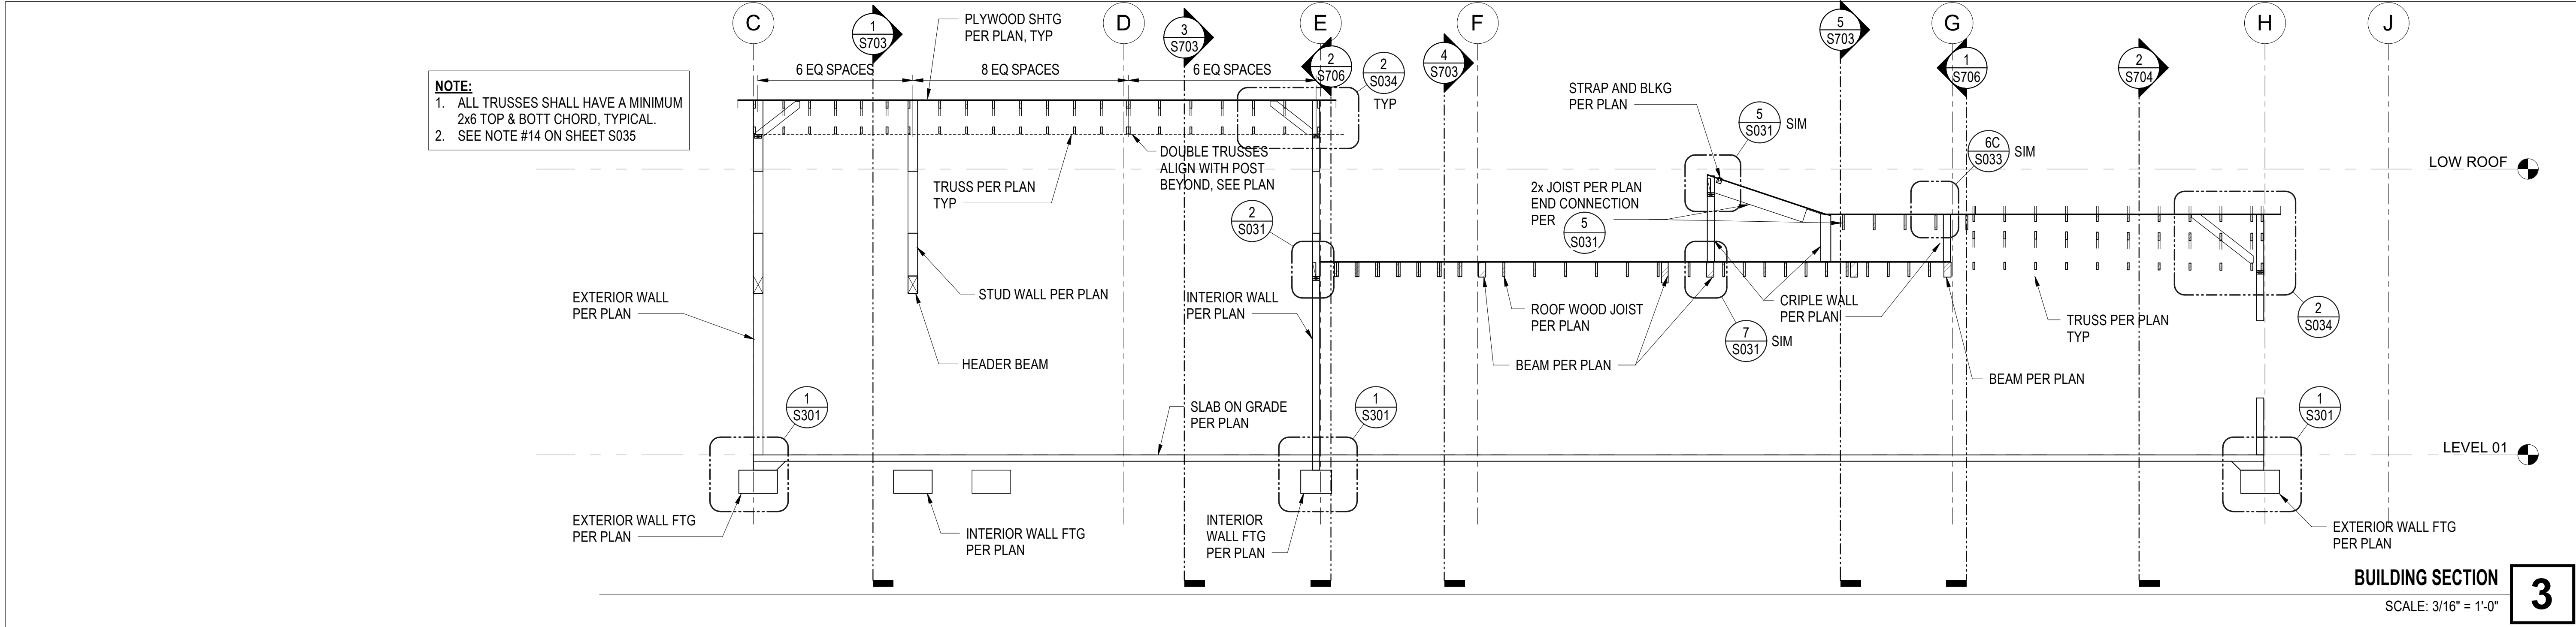 C
D
E
F
G
H
J
1
S703
3
S703
2
S706
2
S034
TYP
4
S703
5
S703
1
S706
2
S704
PLYWOOD SHTG
PER PLAN, TYP
6 EQ SPACES
8 EQ SPACES
6 EQ SPACES
NOTE:
1. ALL TRUSSES SHALL HAVE A MINIMUM
2x6 TOP & BOTT CHORD, TYPICAL.
2. SEE NOTE #14 ON SHEET S035
STRAP AND BLKG
PER PLAN
5
S031
SIM
6C
S033
SIM
LOW ROOF
DOUBLE TRUSSES
ALIGN WITH POST
BEYOND, SEE PLAN
TRUSS PER PLAN
TYP
2x JOIST PER PLAN
END CONNECTION
PER
5
S031
2
S031
EXTERIOR WALL
PER PLAN
STUD WALL PER PLAN
INTERIOR WALL
PER PLAN
ROOF WOOD JOIST
PER PLAN
CRIPLE WALL
PER PLAN
TRUSS PER PLAN
TYP
2
S034
7
S031
SIM
HEADER BEAM
BEAM PER PLAN
BEAM PER PLAN
1
S301
SLAB ON GRADE
PER PLAN
1
S301
1
S301
LEVEL 01
EXTERIOR WALL FTG
PER PLAN
INTERIOR WALL FTG
PER PLAN
INTERIOR
WALL FTG
PER PLAN
EXTERIOR WALL FTG
PER PLAN
BUILDING SECTION
3
SCALE: 3/16" = 1'-0"